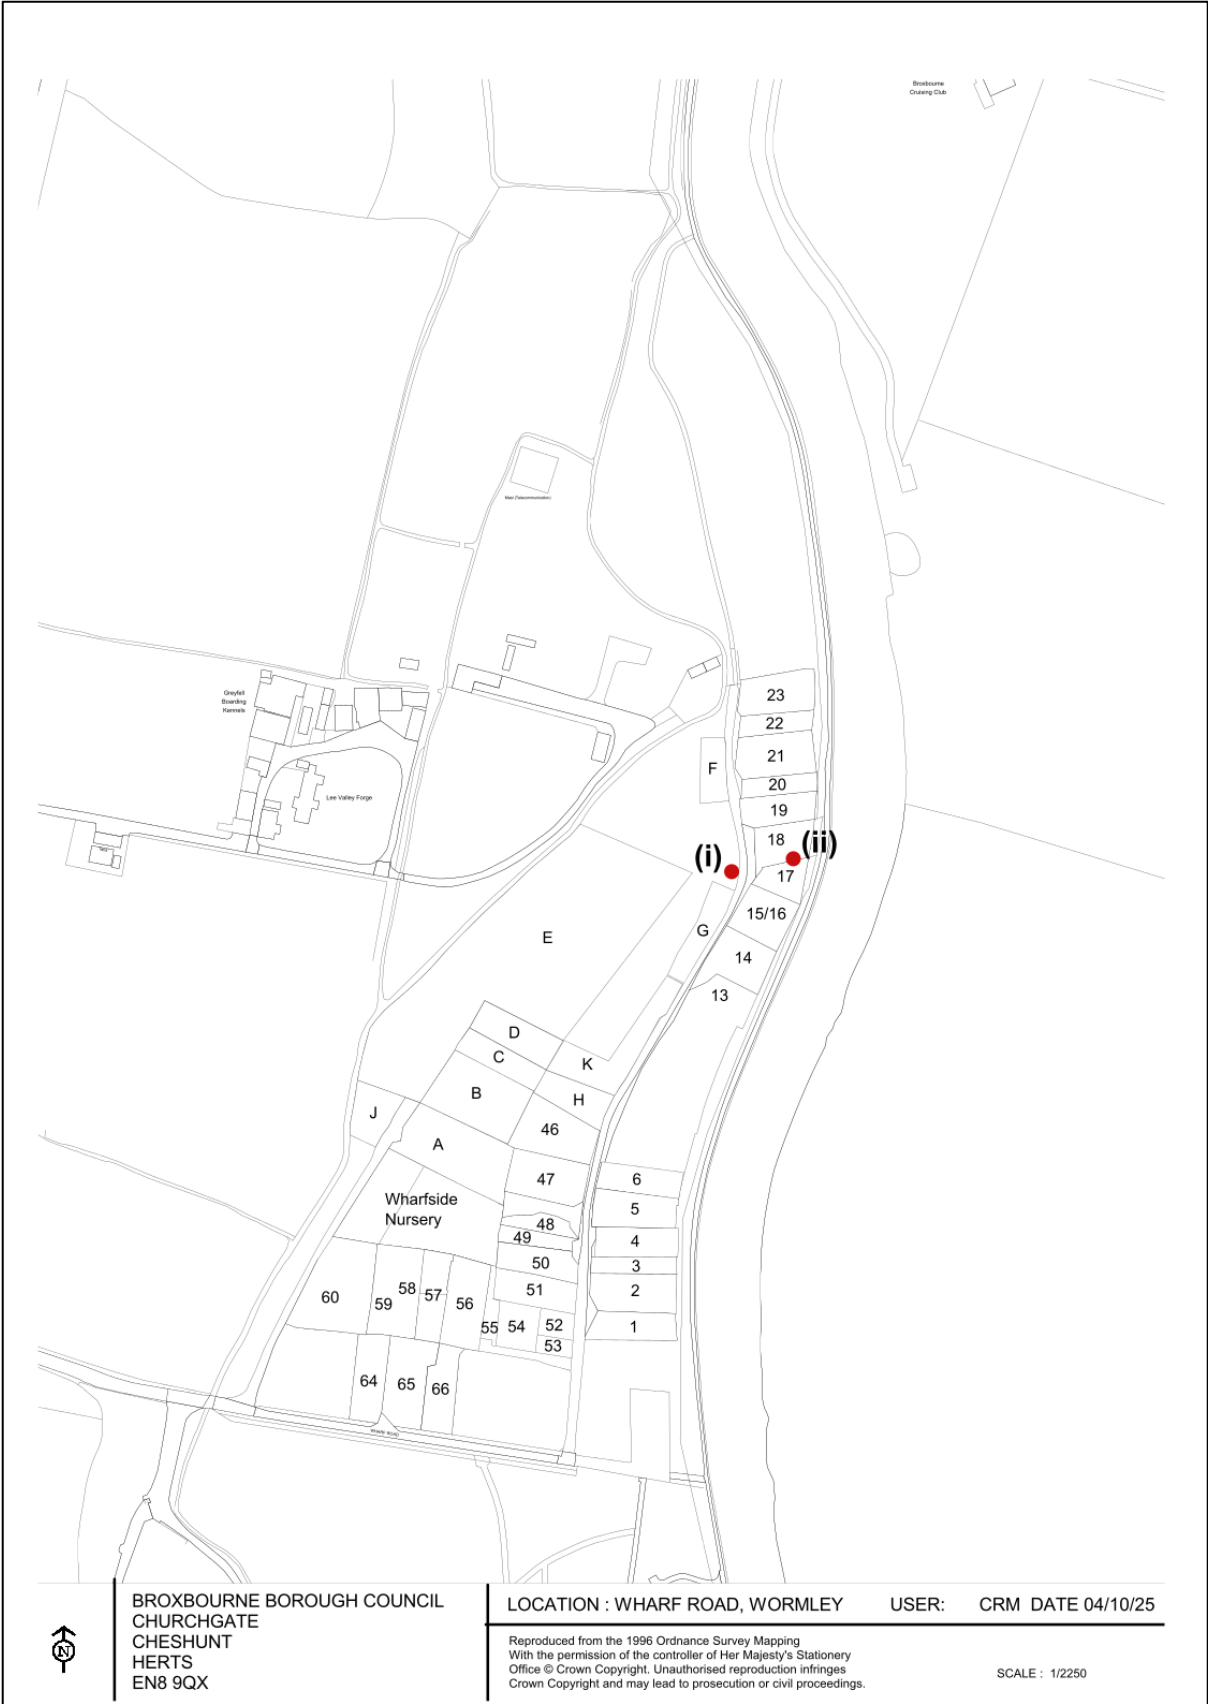 Broxbourne
Cruising Club
Mast (Telecommunication)
Greyfell
Boarding
Kennels
Lee Valley Forge
23
22
F
21
20
19
18
(i)
(ii)
17
15/16
E
G
14
13
D
C
K
B
H
J
46
A
47
6
Wharfside
Nursery
5
48
49
4
50
3
58
51
2
60
59
57
56
55
54
52
1
53
64
65
66
WHARF ROAD
N
BROXBOURNE BOROUGH COUNCIL
CHURCHGATE
CHESHUNT
HERTS
EN8 9QX
LOCATION : WHARF ROAD, WORMLEY USER: CRM DATE 04/10/25
Reproduced from the 1996 Ordnance Survey Mapping
With the permission of the controller of Her Majesty's Stationery
Office © Crown Copyright. Unauthorised reproduction infringes
Crown Copyright and may lead to prosecution or civil proceedings.
SCALE : 1/2250